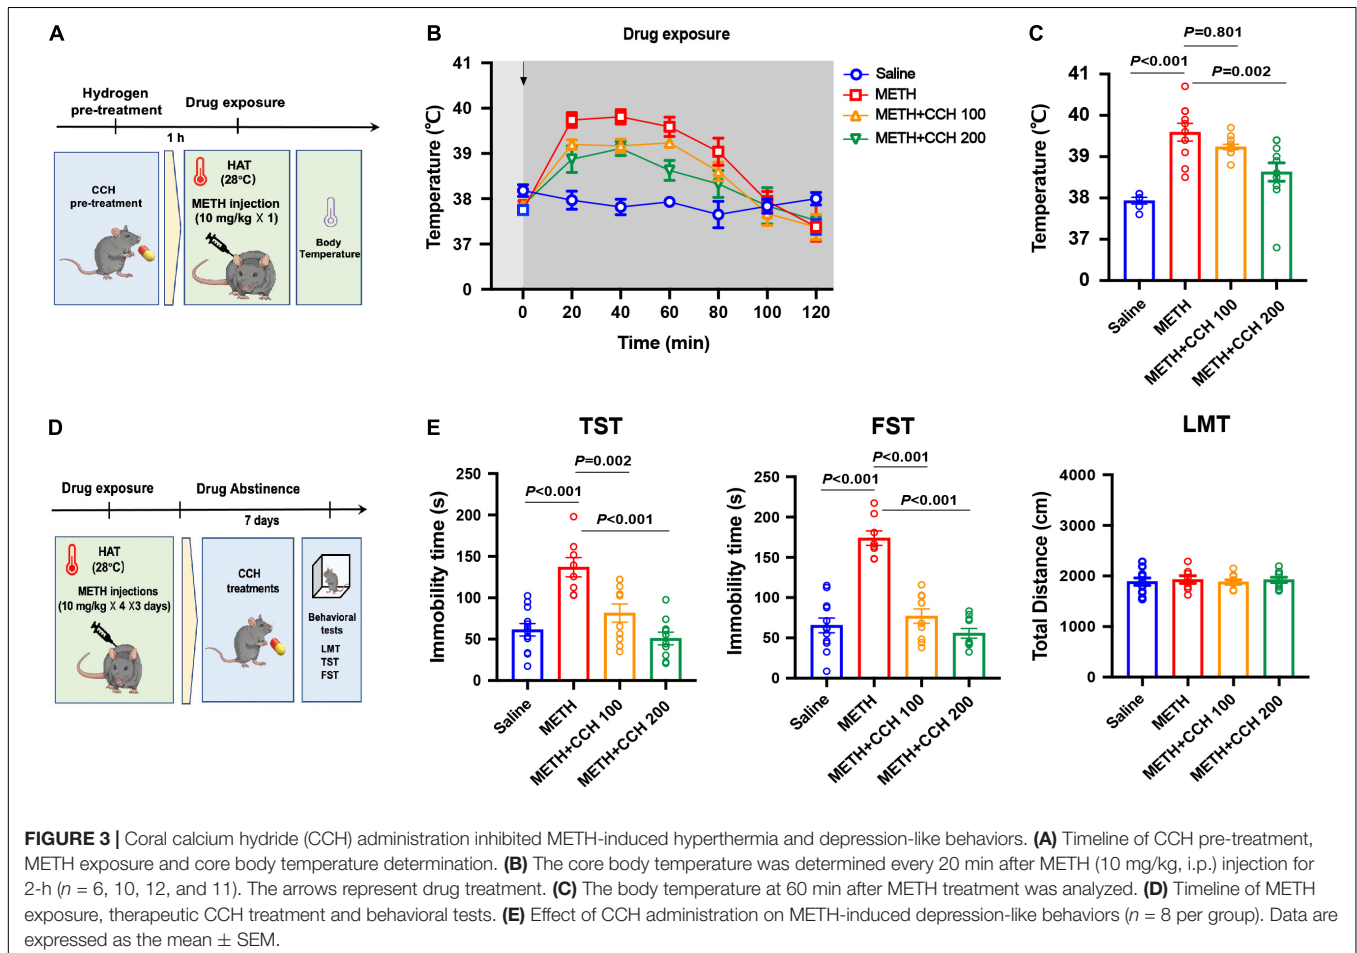 A
Hydrogen
pre-treatment
Drug exposure
1 h
CCH
pre-treatment
HAT
(28°C)
METH injection
(10 mg/kg X 1)
Body
Temperature
B
Drug exposure
Temperature (℃)
41
40
39
38
37
0
0 20 40 60 80 100 120
Time (min)
Saline
METH
METH+CCH 100
METH+CCH 200
C
P=0.801
P<0.001
P=0.002
Temperature (℃)
41
40
39
38
37
0
Saline
METH
METH+CCH 100
METH+CCH 200
D
Drug exposure
Drug Abstinence
7 days
HAT
(28°C)
METH injections
(10 mg/kg X 4 X3 days)
CCH
treatments
Behavioral
tests
LMT
TST
FST
E
TST
P=0.002
P<0.001
P<0.001
Immobility time (s)
250
200
150
100
50
0
Saline
METH
METH+CCH 100
METH+CCH 200
FST
P<0.001
P<0.001
P<0.001
Immobility time (s)
250
200
150
100
50
0
Saline
METH
METH+CCH 100
METH+CCH 200
LMT
Total Distance (cm)
4000
3000
2000
1000
0
Saline
METH
METH+CCH 100
METH+CCH 200
FIGURE 3 | Coral calcium hydride (CCH) administration inhibited METH-induced hyperthermia and depression-like behaviors. (A) Timeline of CCH pre-treatment,
METH exposure and core body temperature determination. (B) The core body temperature was determined every 20 min after METH (10 mg/kg, i.p.) injection for
2-h (n = 6, 10, 12, and 11). The arrows represent drug treatment. (C) The body temperature at 60 min after METH treatment was analyzed. (D) Timeline of METH
exposure, therapeutic CCH treatment and behavioral tests. (E) Effect of CCH administration on METH-induced depression-like behaviors (n = 8 per group). Data are
expressed as the mean ± SEM.